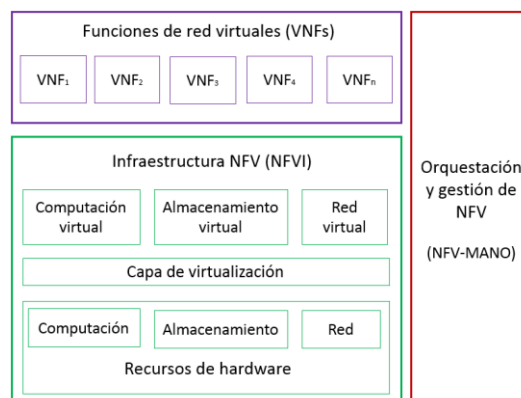 Funciones de red virtuales (VNFs)
VNF₁ VNF₂ VNF₃ VNF₄ VNFₙ
Infraestructura NFV (NFVI)
Computación
virtual
Almacenamiento
virtual
Red
virtual
Capa de virtualización
Computación
Almacenamiento
Red
Recursos de hardware
Orquestación
y gestión de
NFV
(NFV-MANO)